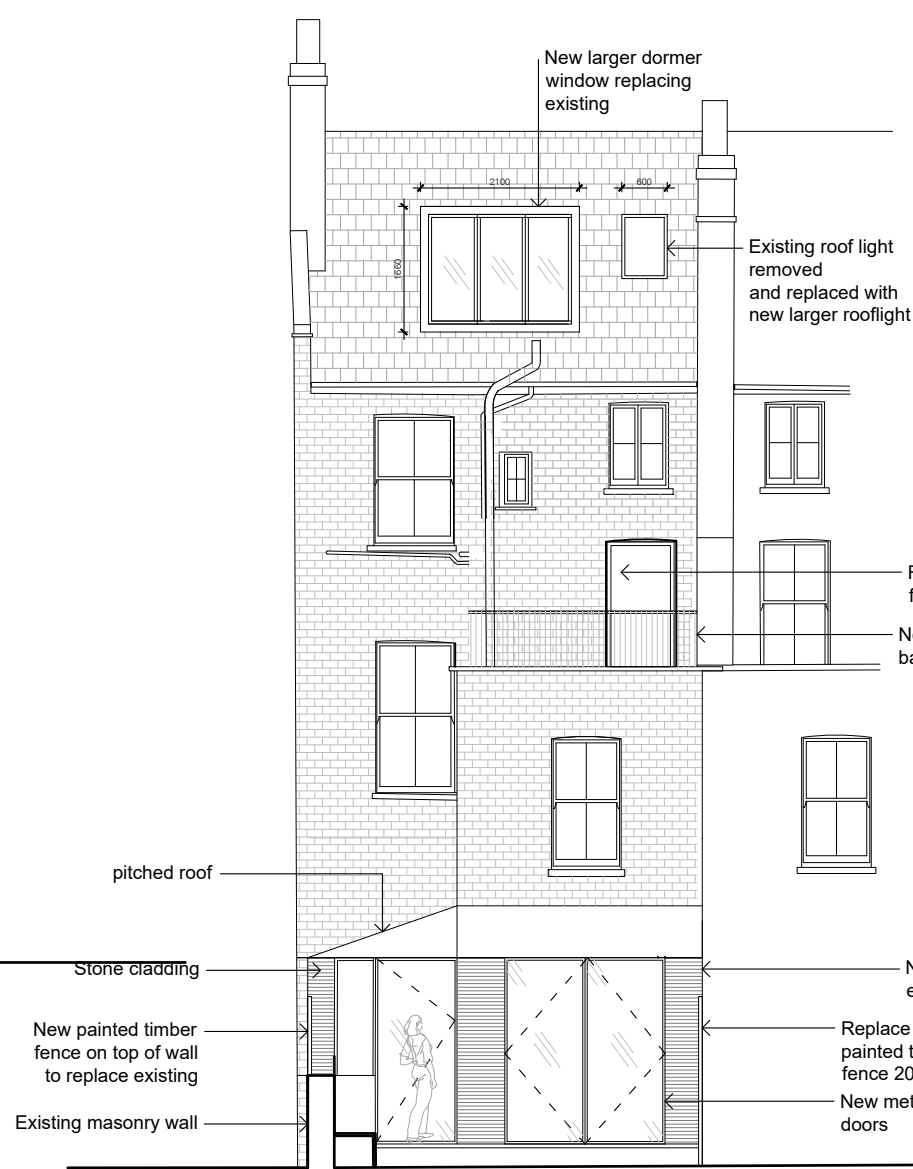 New larger dormer
window replacing
existing
2100
600
1660
Existing roof light
removed
and replaced with
new larger rooflight
pitched roof
Stone cladding
New painted timber
fence on top of wall
to replace existing
Existing masonry wall
Replace
painted t
fence 20
New met
doors